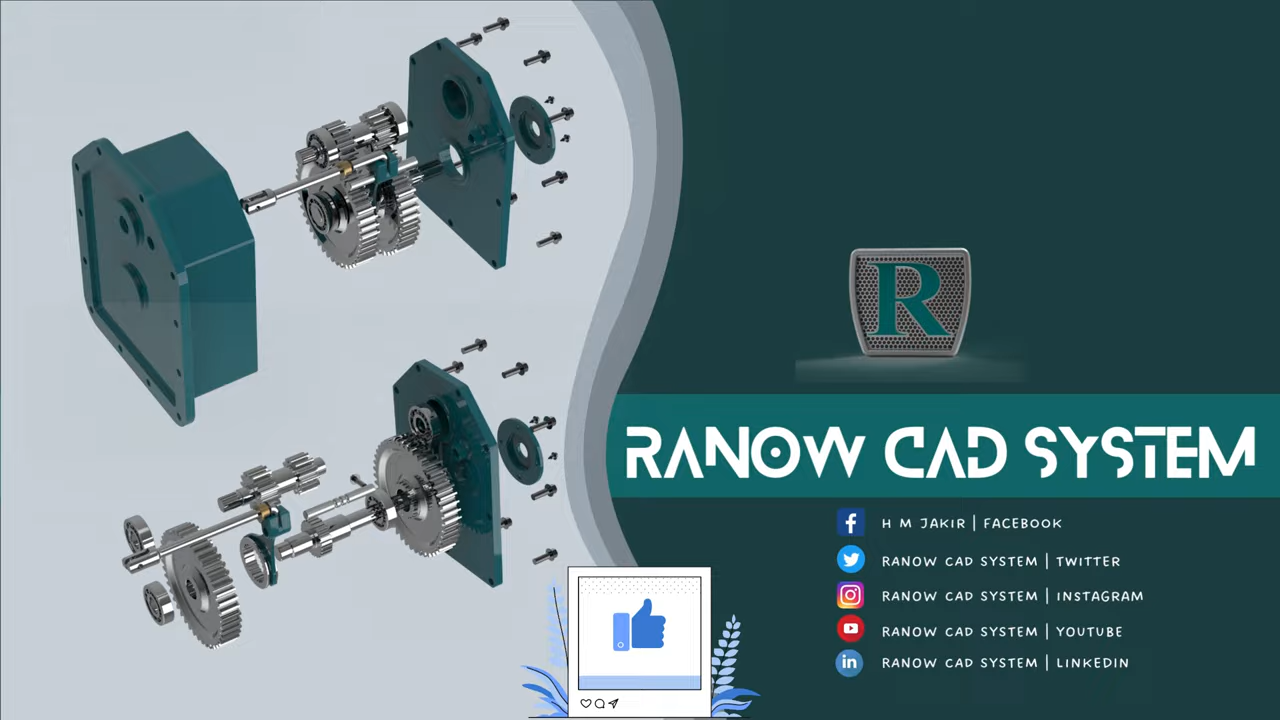 R
RANOW CAD SYSTEM
H M JAKIR | FACEBOOK
RANOW CAD SYSTEM | TWITTER
RANOW CAD SYSTEM | INSTAGRAM
RANOW CAD SYSTEM | YOUTUBE
RANOW CAD SYSTEM | LINKEDIN